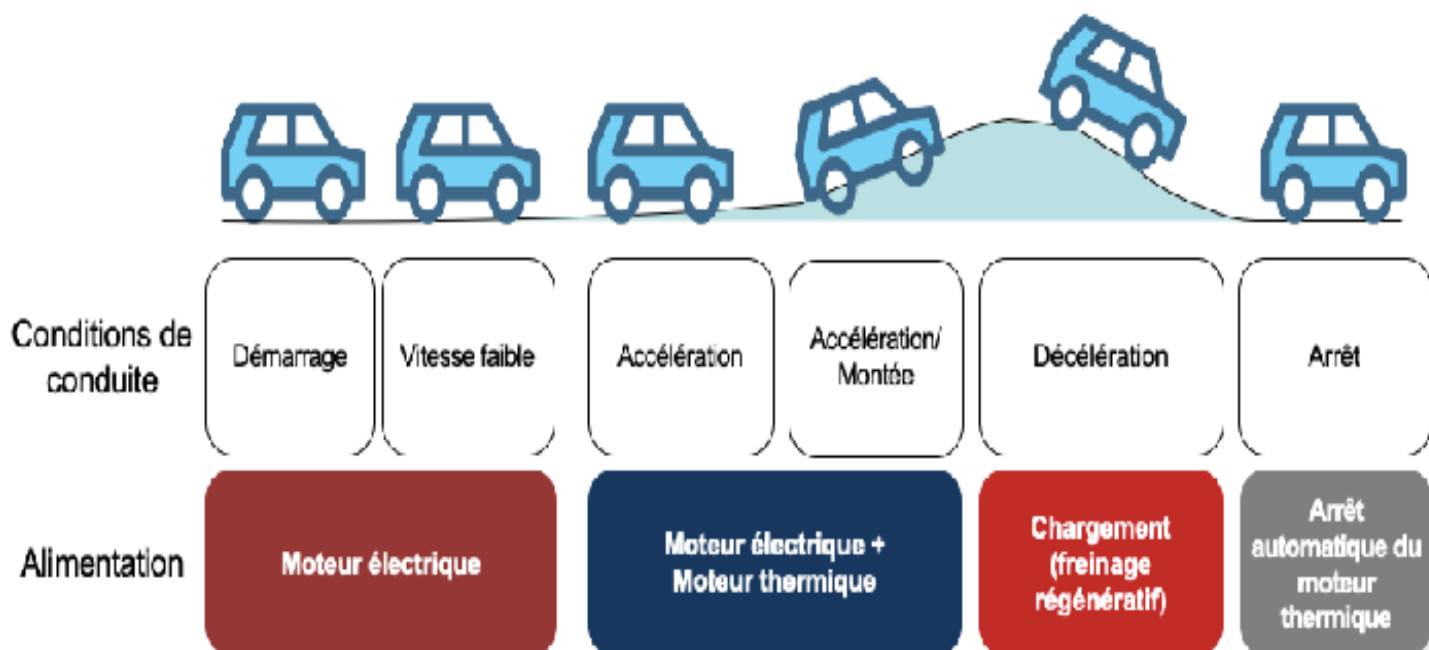 Conditions de
conduite
Démarrage
Vitesse faible
Accélération
Accélération/
Montée
Décélération
Arrêt
Alimentation
Moteur électrique
Moteur électrique +
Moteur thermique
Chargement
(freinage
régénératif)
Arrêt
automatique du
moteur
thermique